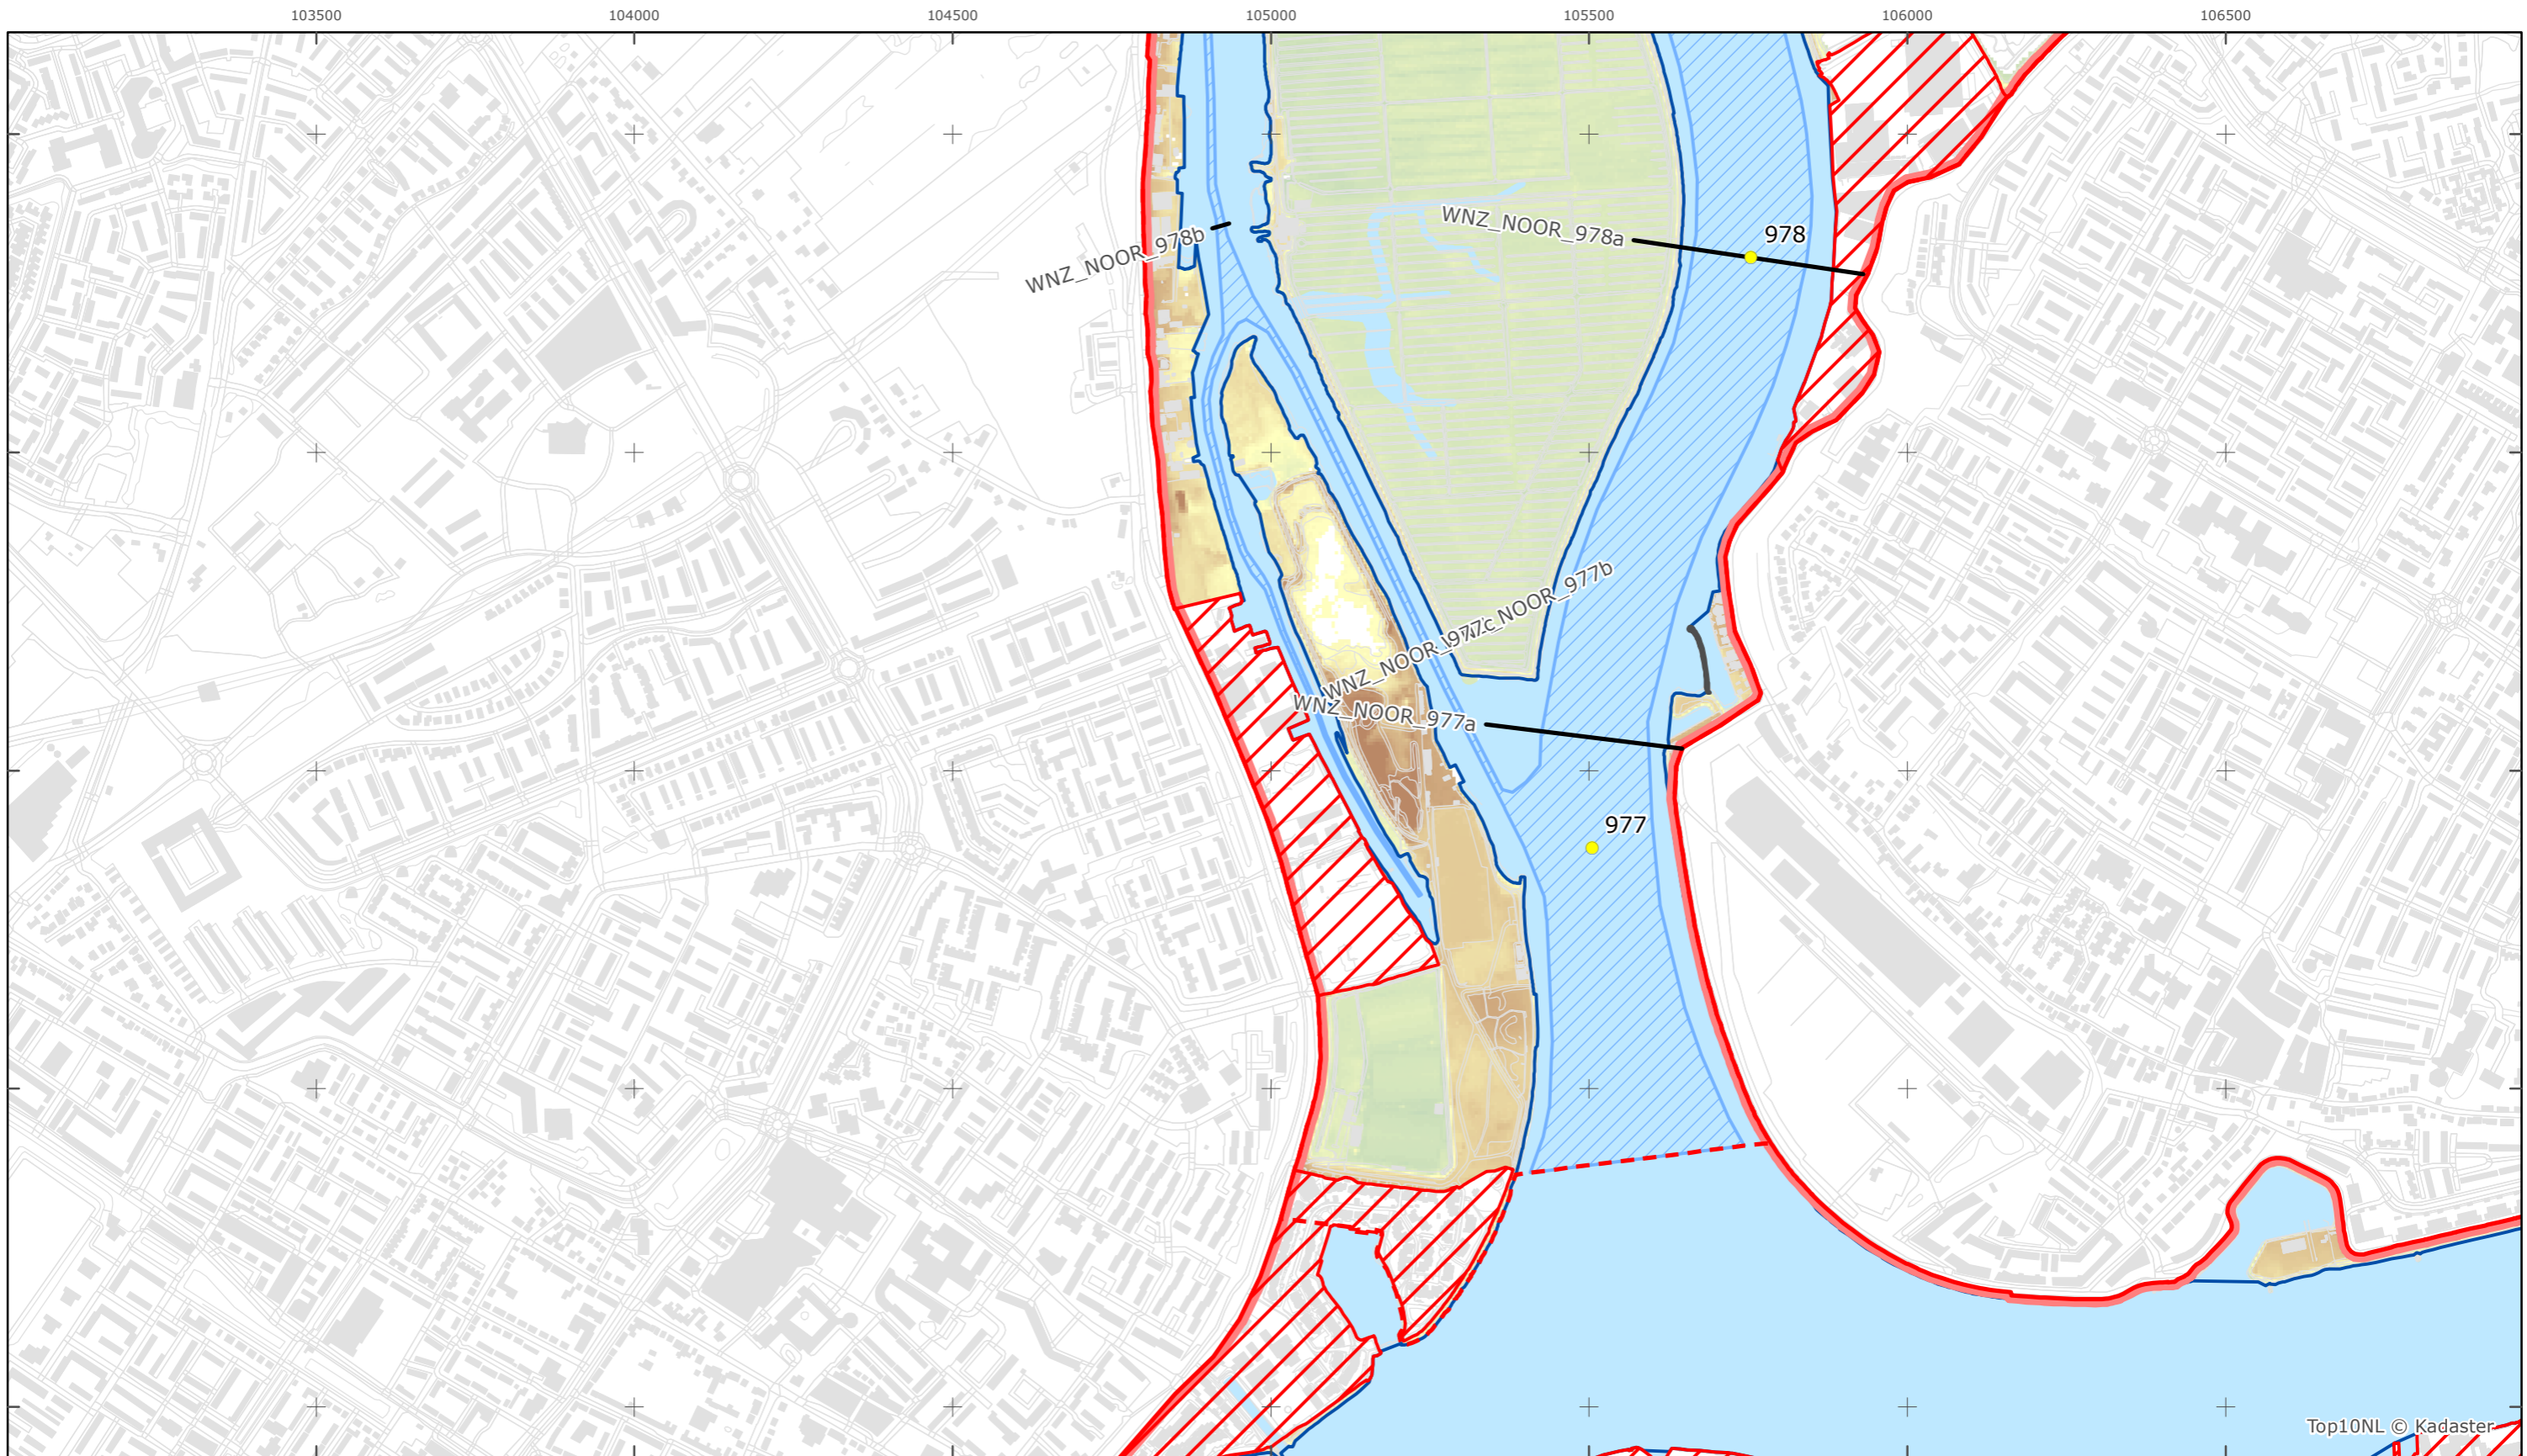 103500 104000 104500 105000 105500 106000 106500
WNZ_NOOR_978a
978
WNZ_NOOR_978b
WNZ_NOOR_977b
WNZ_NOOR_977c
WNZ_NOOR_977a
977
Top10NL © Kadaster